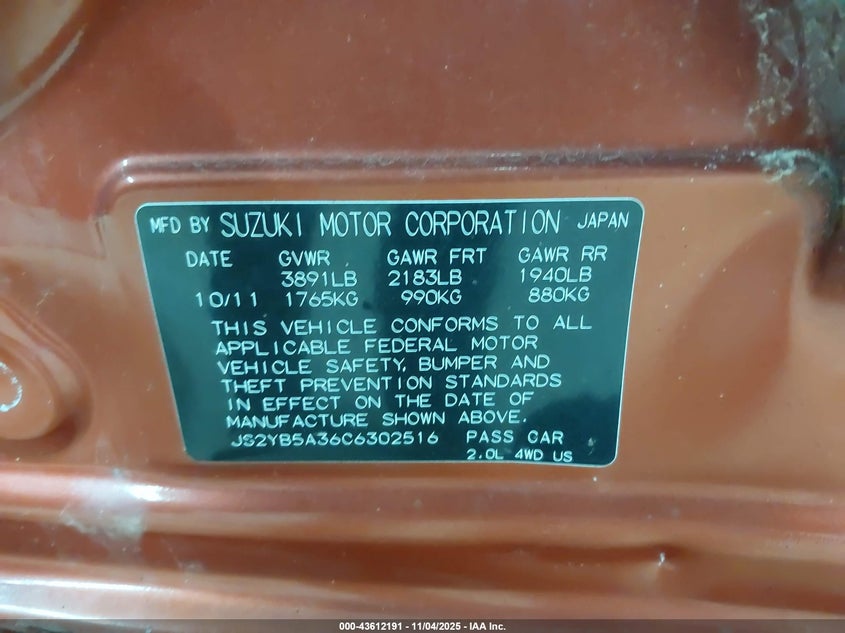 MFD BY SUZUKI MOTOR CORPORATION JAPAN
DATE GVWR GAWR FRT GAWR RR
3891LB 2183LB 1940LB
10/11 1765KG 990KG 880KG
THIS VEHICLE CONFORMS TO ALL
APPLICABLE FEDERAL MOTOR
VEHICLE SAFETY, BUMPER AND
THEFT PREVENTION STANDARDS
IN EFFECT ON THE DATE OF
MANUFACTURE SHOWN ABOVE.
JS2YB5A36C6302516 PASS CAR
2.0L 4WD US
000-43612191 - 11/04/2025 - IAA Inc.